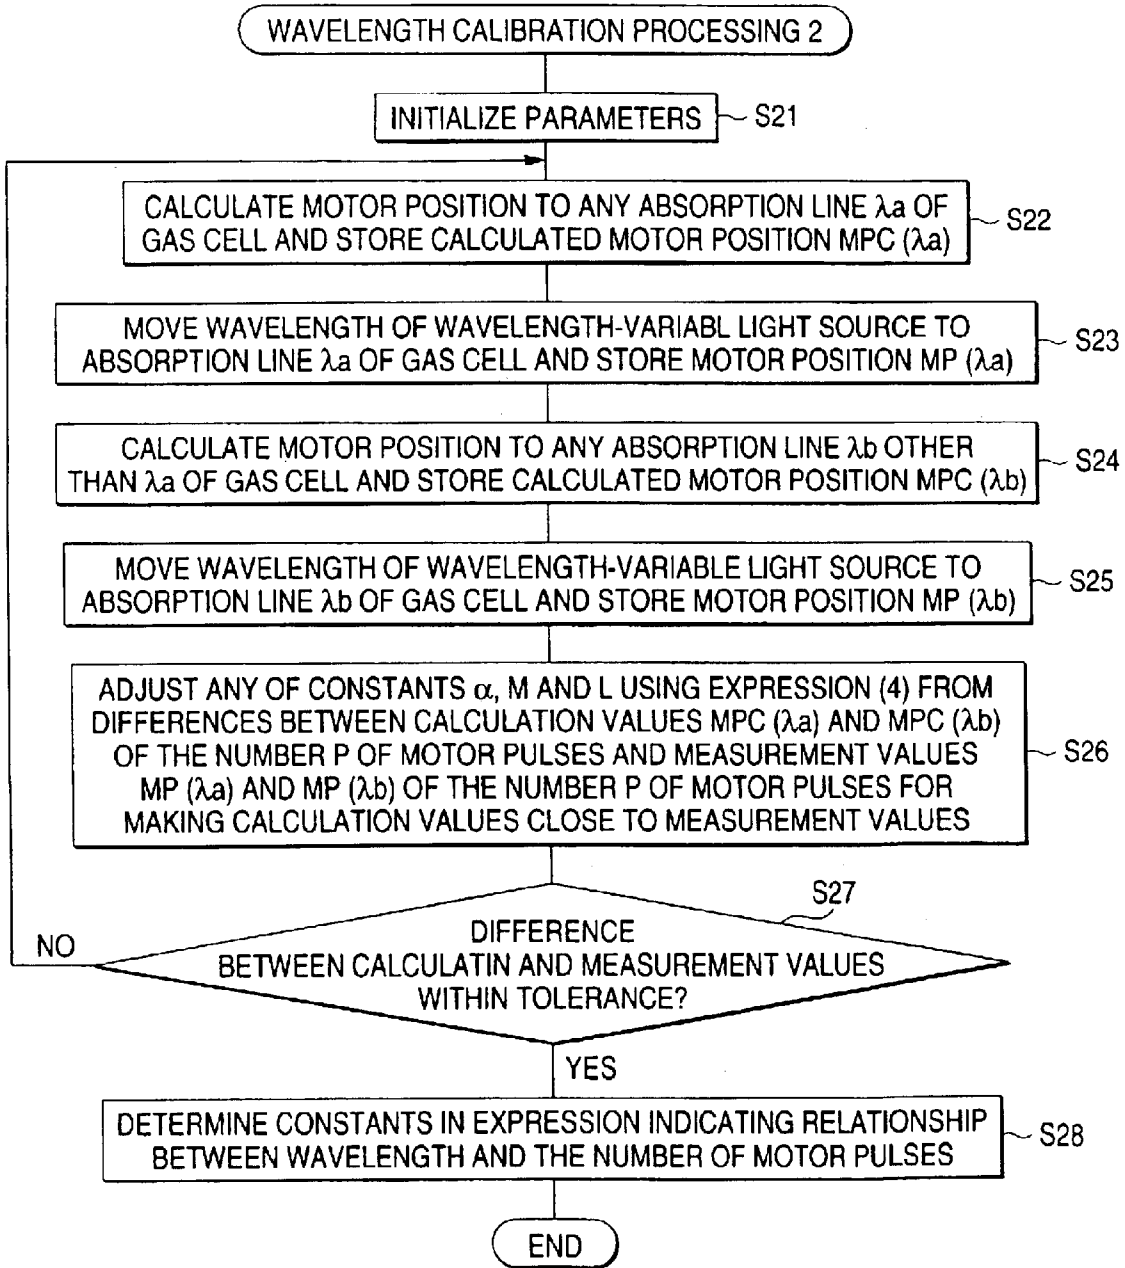 WAVELENGTH CALIBRATION PROCESSING 2
INITIALIZE PARAMETERS
S21
CALCULATE MOTOR POSITION TO ANY ABSORPTION LINE λa OF
GAS CELL AND STORE CALCULATED MOTOR POSITION MPC (λa)
S22
MOVE WAVELENGTH OF WAVELENGTH-VARIABL LIGHT SOURCE TO
ABSORPTION LINE λa OF GAS CELL AND STORE MOTOR POSITION MP (λa)
S23
CALCULATE MOTOR POSITION TO ANY ABSORPTION LINE λb OTHER
THAN λa OF GAS CELL AND STORE CALCULATED MOTOR POSITION MPC (λb)
S24
MOVE WAVELENGTH OF WAVELENGTH-VARIABLE LIGHT SOURCE TO
ABSORPTION LINE λb OF GAS CELL AND STORE MOTOR POSITION MP (λb)
S25
ADJUST ANY OF CONSTANTS α, M AND L USING EXPRESSION (4) FROM
DIFFERENCES BETWEEN CALCULATION VALUES MPC (λa) AND MPC (λb)
OF THE NUMBER P OF MOTOR PULSES AND MEASUREMENT VALUES
MP (λa) AND MP (λb) OF THE NUMBER P OF MOTOR PULSES FOR
MAKING CALCULATION VALUES CLOSE TO MEASUREMENT VALUES
S26
S27
DIFFERENCE
BETWEEN CALCULATIN AND MEASUREMENT VALUES
WITHIN TOLERANCE?
NO
YES
DETERMINE CONSTANTS IN EXPRESSION INDICATING RELATIONSHIP
BETWEEN WAVELENGTH AND THE NUMBER OF MOTOR PULSES
S28
END